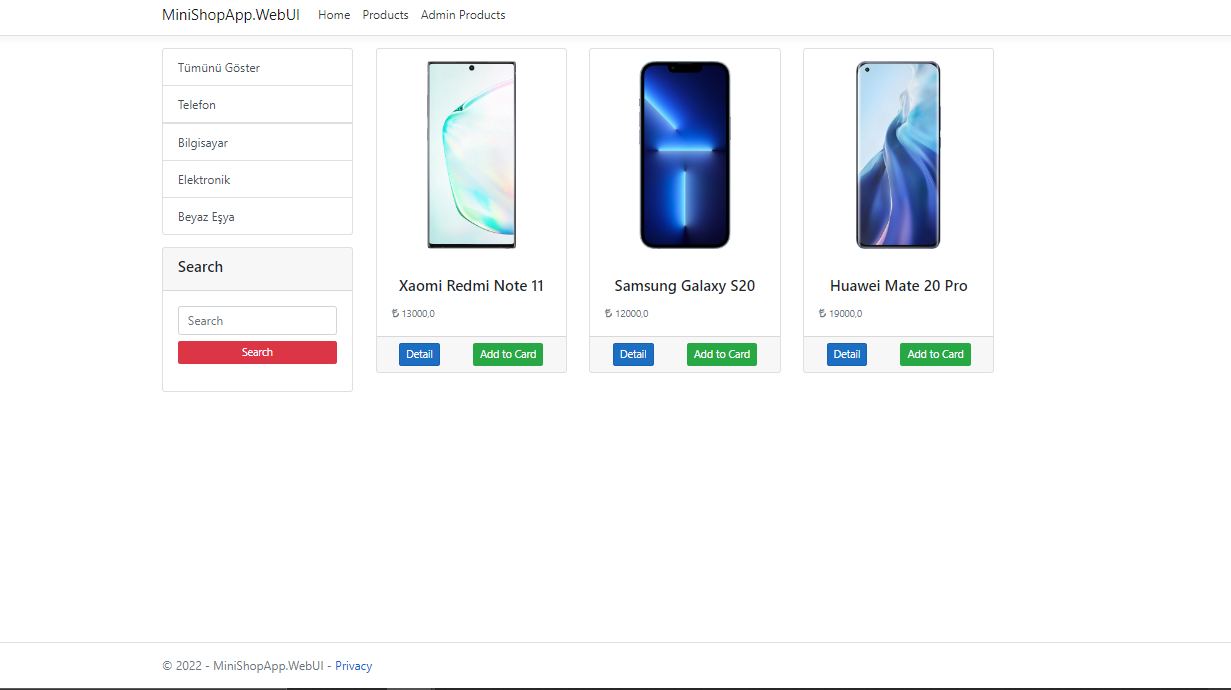 MiniShopApp.WebUI Home Products Admin Products
Tümünü Göster
Telefon
Bilgisayar
Elektronik
Beyaz Eşya
Search
Search
Search
Xaomi Redmi Note 11
₺ 13000,0
Detail Add to Card
Samsung Galaxy S20
₺ 12000,0
Detail Add to Card
Huawei Mate 20 Pro
₺ 19000,0
Detail Add to Card
© 2022 - MiniShopApp.WebUI - Privacy